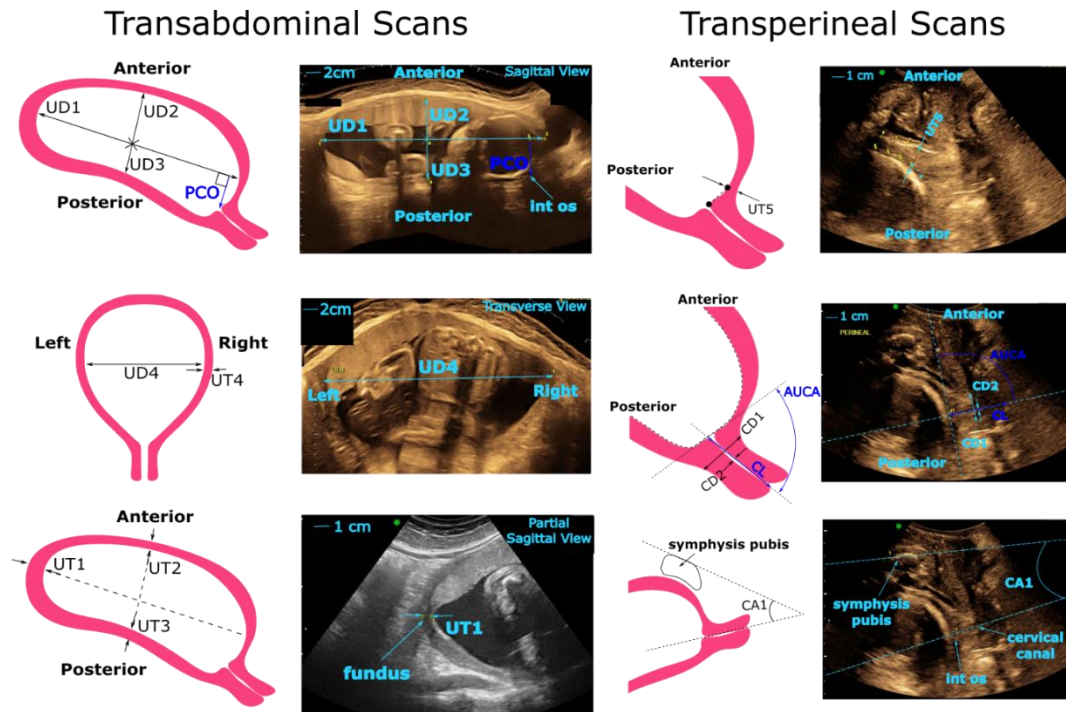 Transabdominal Scans
Transperineal Scans
Anterior
UD1
UD2
UD3
PCO
Posterior
2cm
Anterior
Sagittal View
UD1
UD2
PCO
UD3
int os
Posterior
Anterior
Posterior
UT5
1 cm
Anterior
UT5
Posterior
Left
Right
UD4
UT4
2cm
Transverse View
UD4
Left
Right
Anterior
Posterior
AUCA
CD1
CL
CD2
1 cm
PERINEAL
Anterior
AUCA
CD2
CL
CD1
Posterior
Anterior
UT1
UT2
UT3
Posterior
1 cm
Partial
Sagittal View
UT1
fundus
symphysis pubis
CA1
1 cm
CA1
symphysis
pubis
cervical
canal
int os